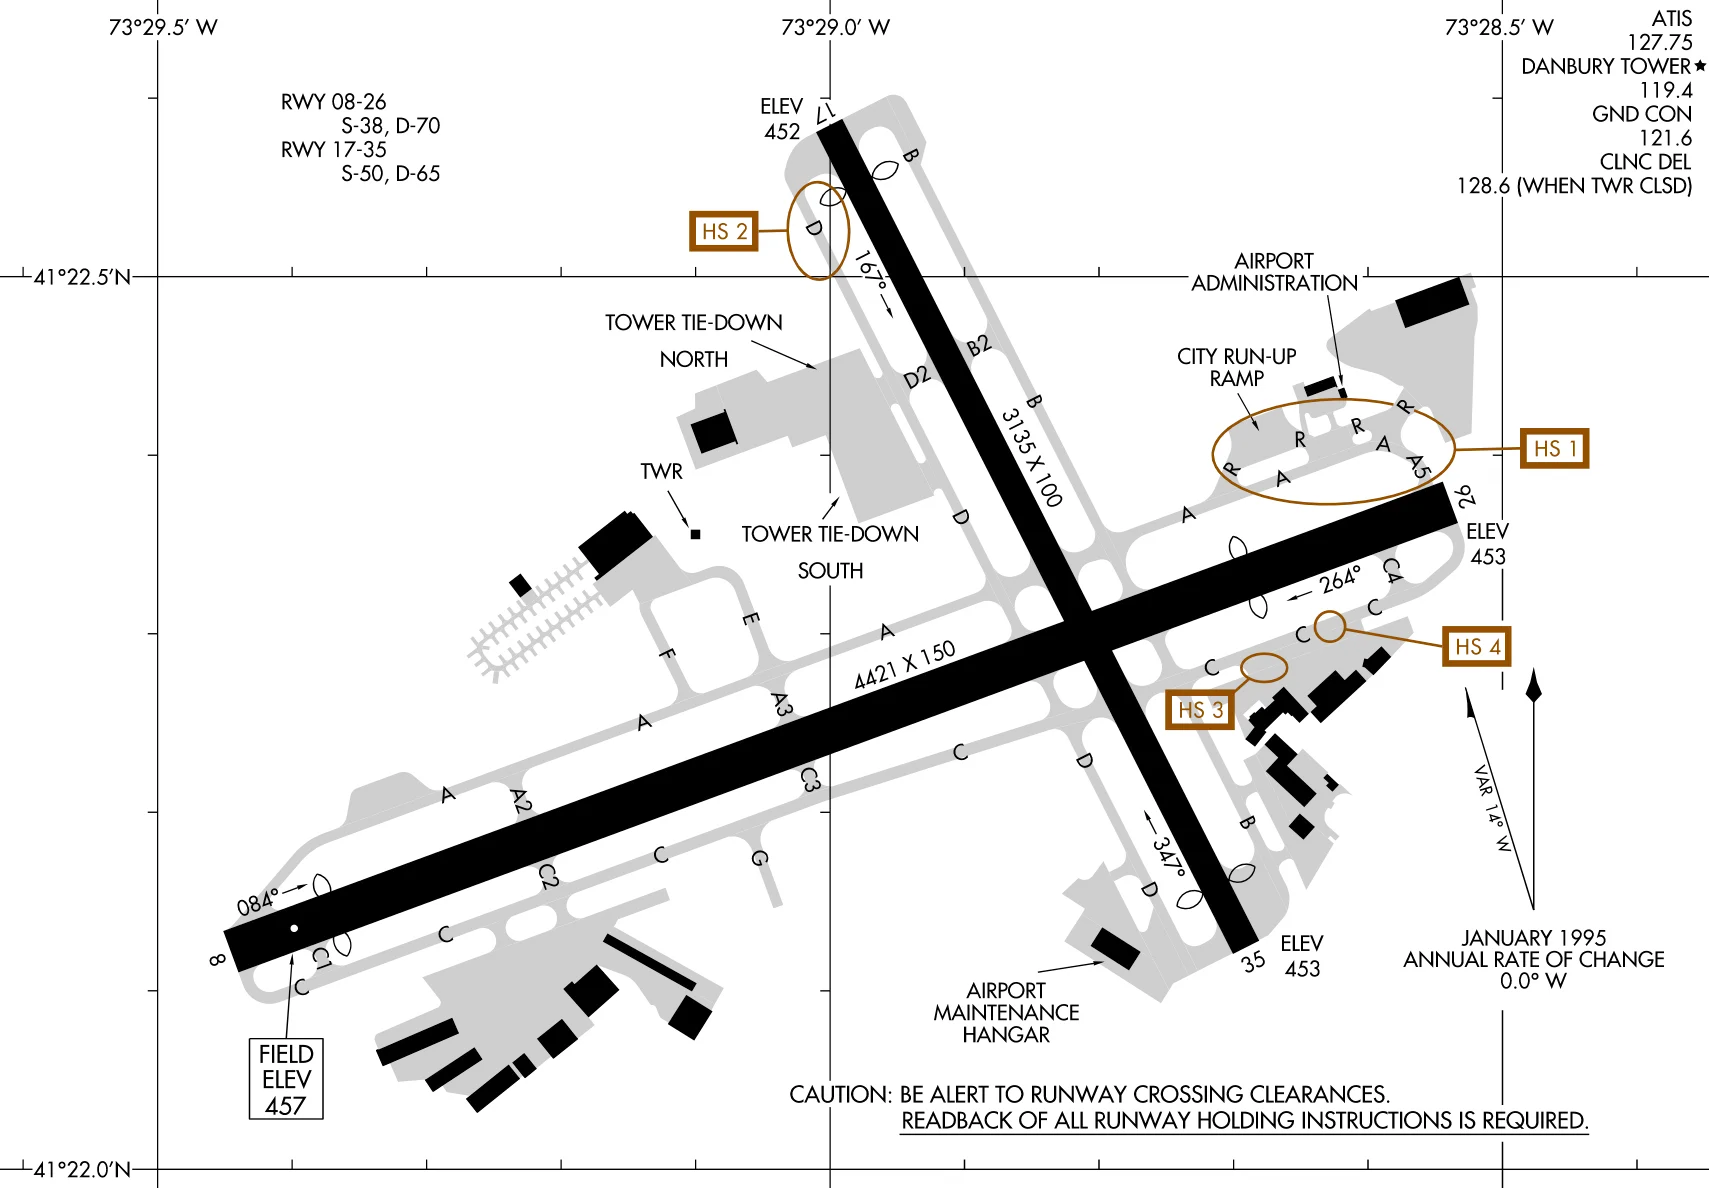 73°29.5' W
73°29.0' W
73°28.5' W
ATIS
127.75
DANBURY TOWER★
119.4
GND CON
121.6
CLNC DEL
128.6 (WHEN TWR CLSD)
RWY 08-26
S-38, D-70
RWY 17-35
S-50, D-65
ELEV
452
17
B
HS 2
D
167°
41°22.5'N
AIRPORT
ADMINISTRATION
TOWER TIE-DOWN
NORTH
CITY RUN-UP
RAMP
B2
D2
B
3135 X 100
R
R
R
R
A
A
A5
HS 1
TWR
26
ELEV
453
A
D
TOWER TIE-DOWN
SOUTH
264°
C4
C
C
C
HS 4
HS 3
E
F
A
4421 X 150
A3
A
C3
C
D
A
A2
C2
C
G
B
347°
D
VAR 14° W
084°
8
C1
C
C
35
ELEV
453
JANUARY 1995
ANNUAL RATE OF CHANGE
0.0° W
AIRPORT
MAINTENANCE
HANGAR
FIELD
ELEV
457
CAUTION: BE ALERT TO RUNWAY CROSSING CLEARANCES.
READBACK OF ALL RUNWAY HOLDING INSTRUCTIONS IS REQUIRED.
41°22.0'N